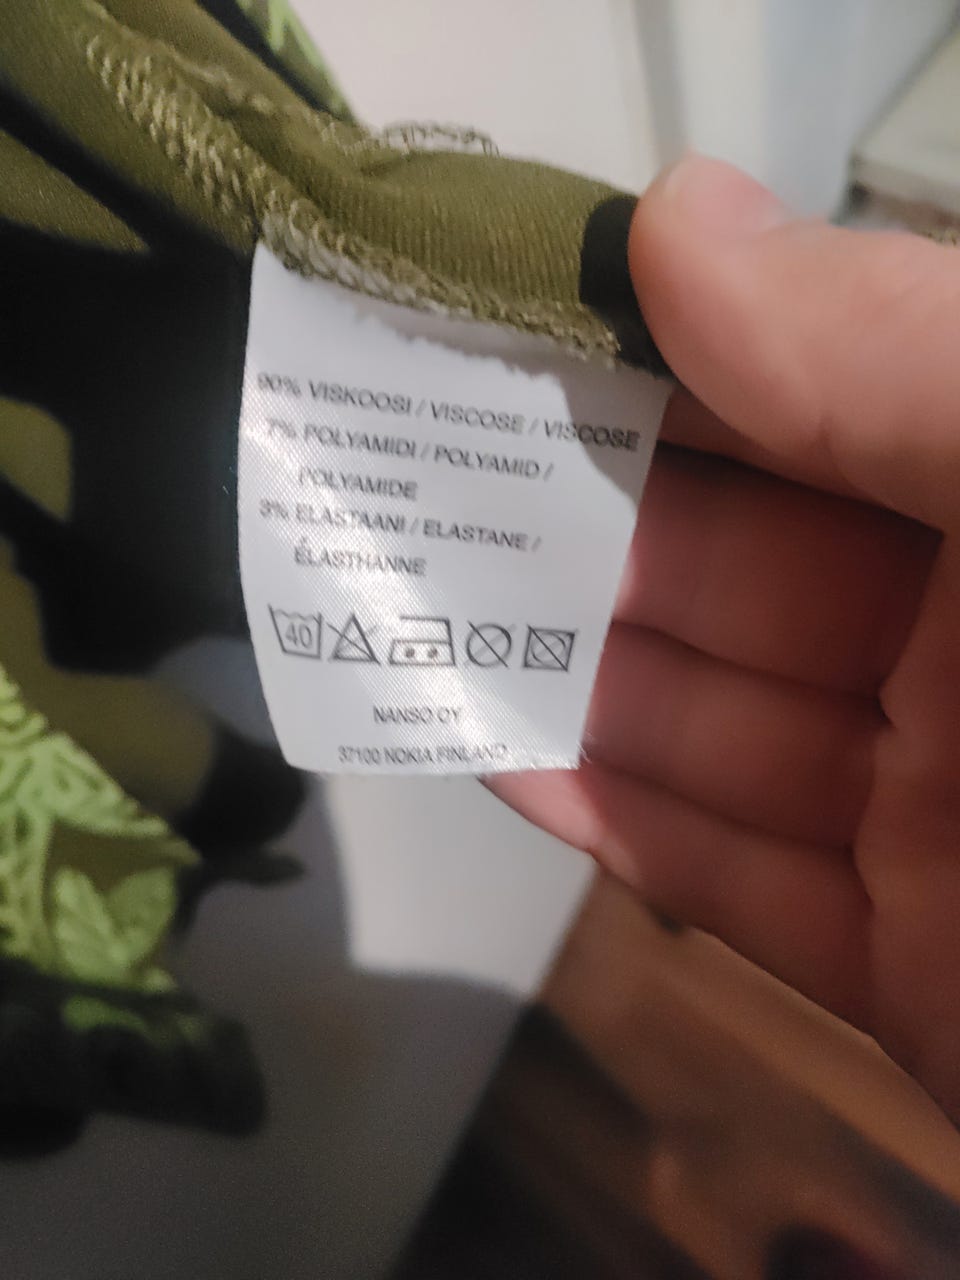 90% VISKOOSI / VISCOSE / VISCOSE
7% POLYAMIDI / POLYAMID /
POLYAMIDE
3% ELASTAANI / ELASTANE /
ÉLASTHANNE
40
NANSO OY
37100 NOKIA FINLAND